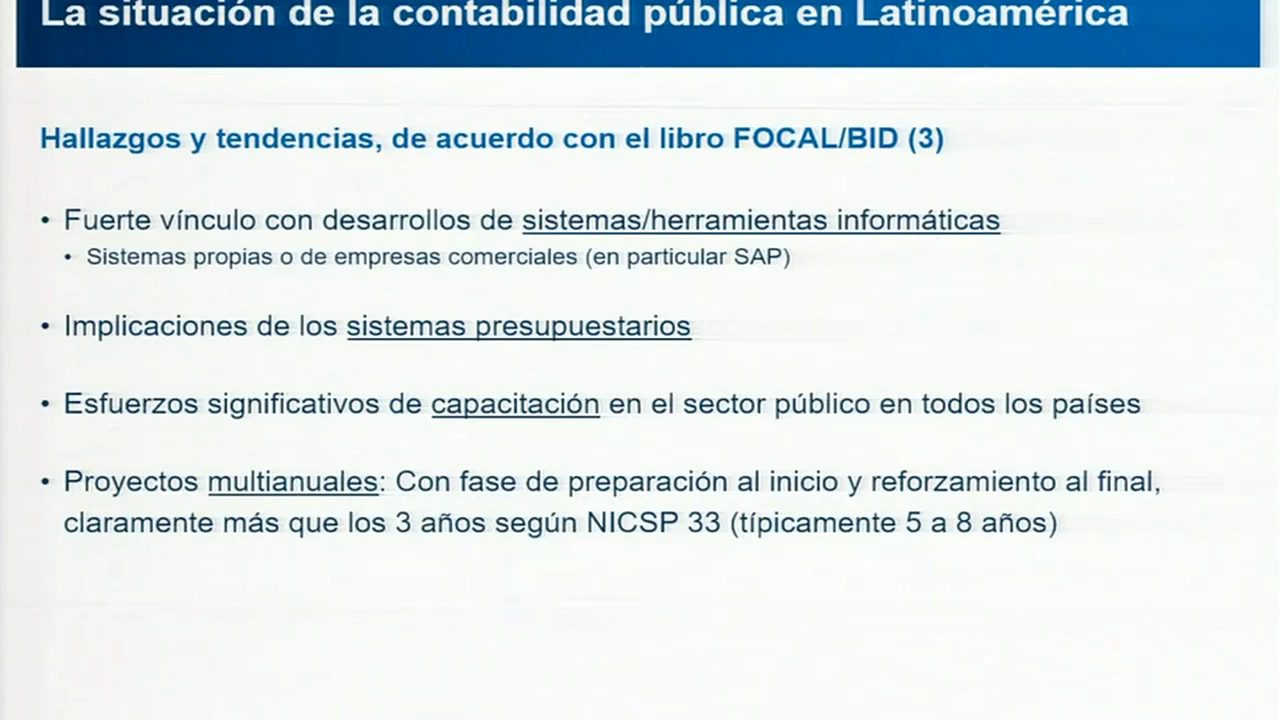 La situación de la contabilidad pública en Latinoamérica
Hallazgos y tendencias, de acuerdo con el libro FOCAL/BID (3)
• Fuerte vínculo con desarrollos de sistemas/herramientas informáticas
• Sistemas propias o de empresas comerciales (en particular SAP)
• Implicaciones de los sistemas presupuestarios
• Esfuerzos significativos de capacitación en el sector público en todos los países
• Proyectos multianuales: Con fase de preparación al inicio y reforzamiento al final,
claramente más que los 3 años según NICSP 33 (típicamente 5 a 8 años)